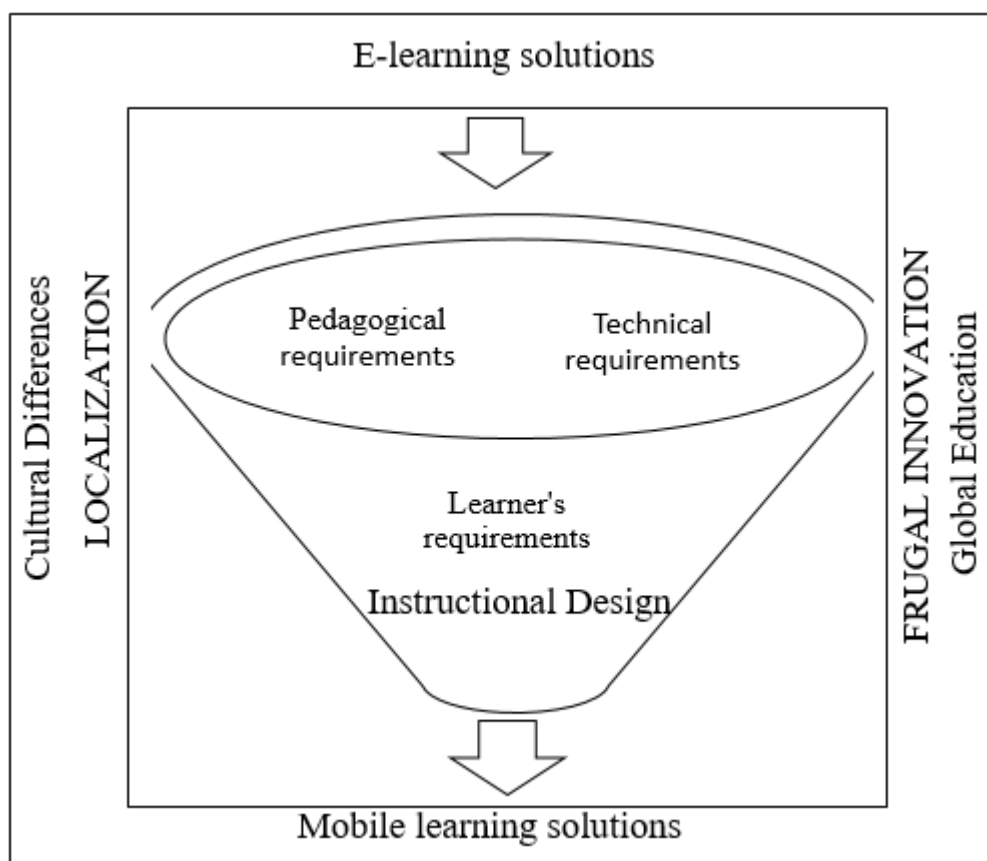 E-learning solutions
Cultural Differences
LOCALIZATION
Pedagogical
requirements
Technical
requirements
Learner's
requirements
Instructional Design
FRUGAL INNOVATION
Global Education
Mobile learning solutions